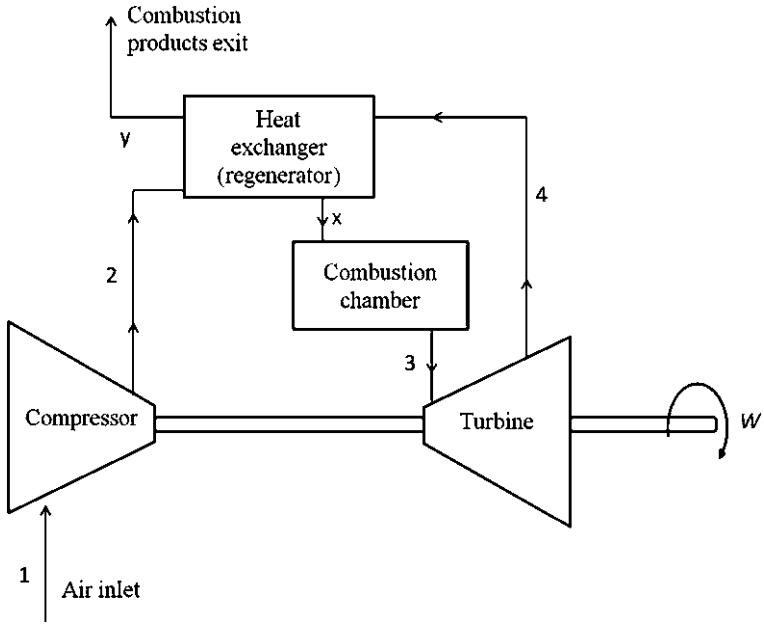 Combustion
products exit
y
Heat
exchanger
(regenerator)
4
x
2
Combustion
chamber
3
Compressor
Turbine
W
1
Air inlet